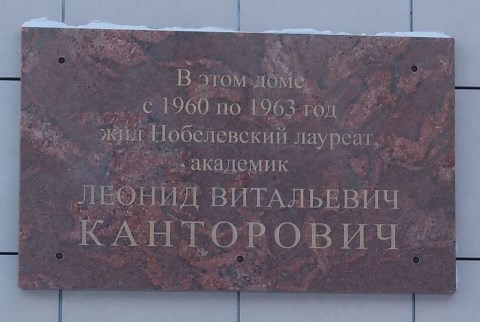 В этом доме
с 1960 по 1963 год
жил Нобелевский лауреат,
академик
ЛЕОНИД ВИТАЛЬЕВИЧ
КАНТОРОВИЧ